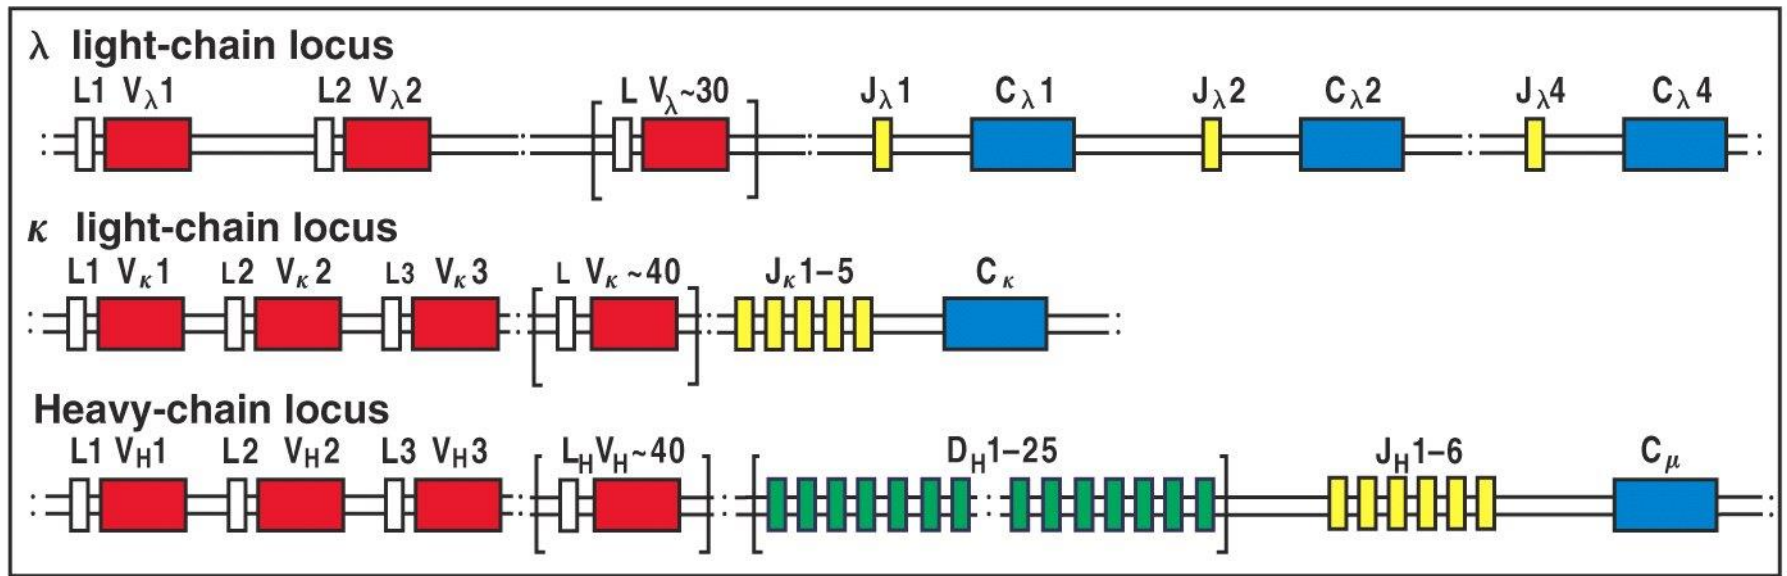 λ light-chain locus
L1 Vλ1 L2 Vλ2 L Vλ~30 Jλ1 Cλ1 Jλ2 Cλ2 Jλ4 Cλ4
κ light-chain locus
L1 Vκ1 L2 Vκ2 L3 Vκ3 L Vκ~40 Jκ1–5 Cκ
Heavy-chain locus
L1 VH1 L2 VH2 L3 VH3 LHVH~40 DH1–25 JH1–6 Cμ